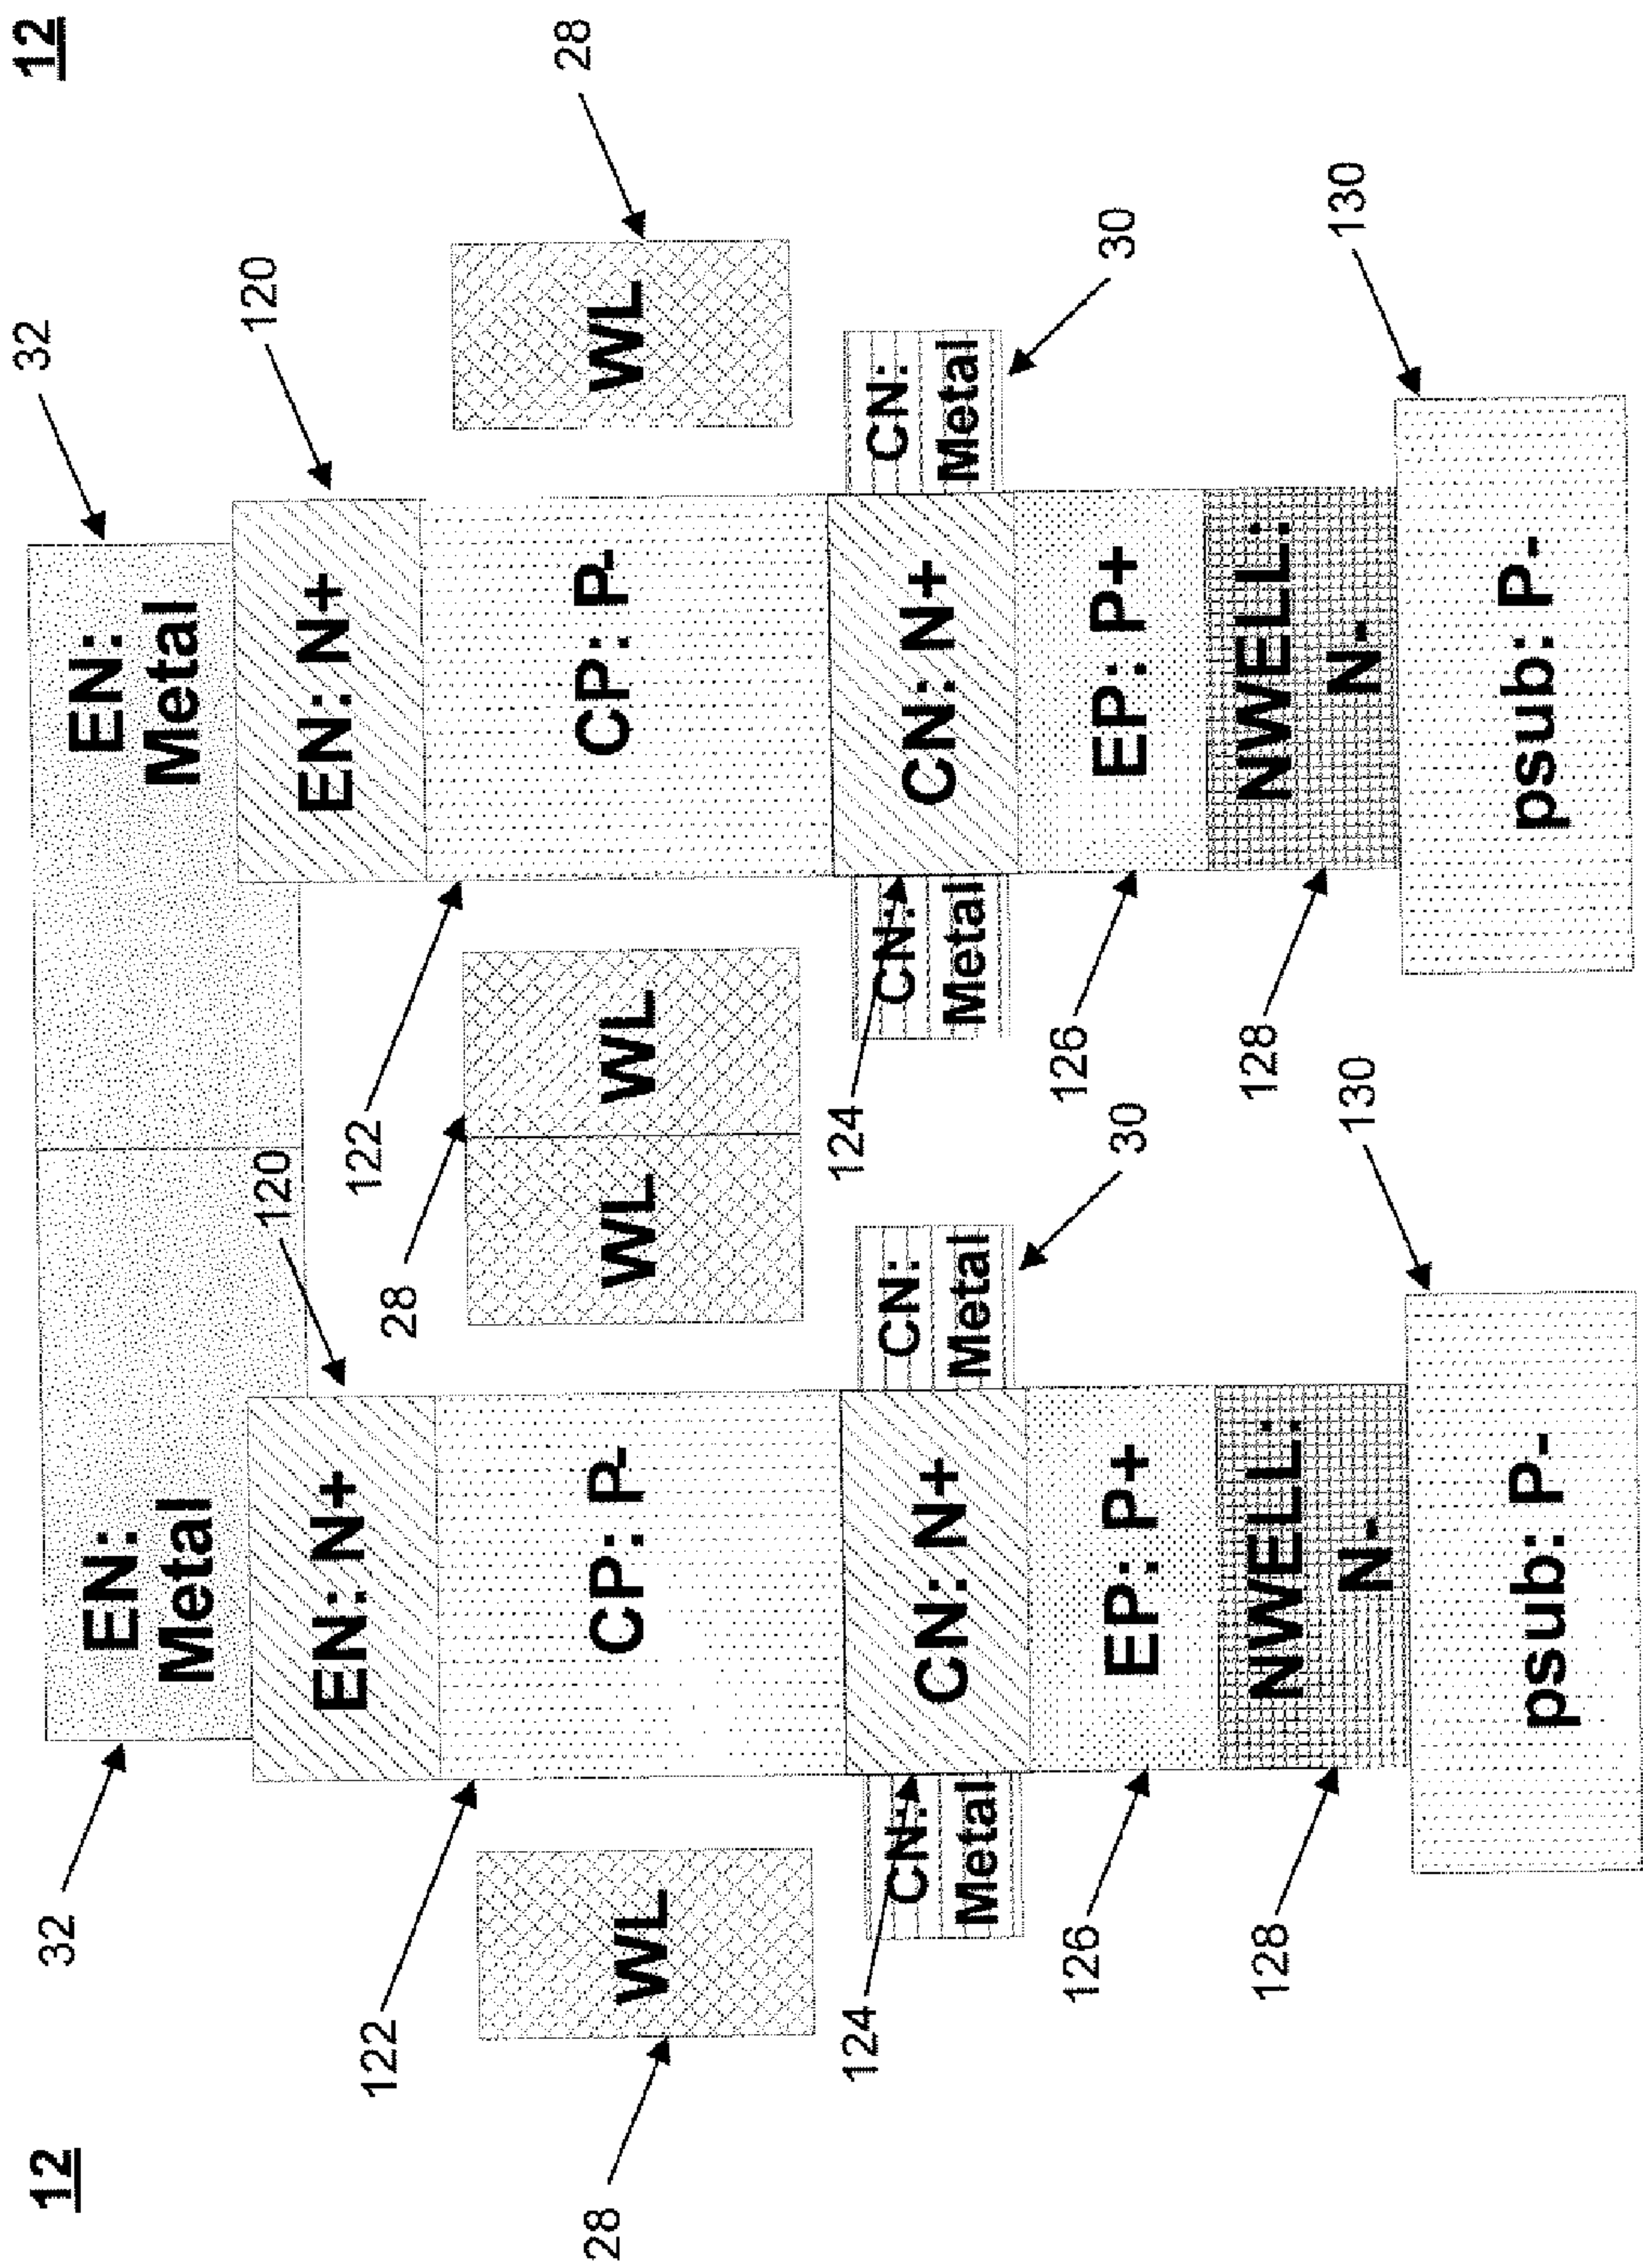 12
12
32
32
EN:
Metal
EN:
Metal
120
120
EN: N+
EN: N+
122
28
122
28
28
WL
CP: P-
WL
WL
CP: P-
WL
124
124
CN:
Metal
CN: N+
CN:
Metal
CN:
Metal
CN: N+
CN:
Metal
30
30
126
EP: P+
126
EP: P+
128
NWELL:
N-
128
NWELL:
N-
130
130
psub: P-
psub: P-